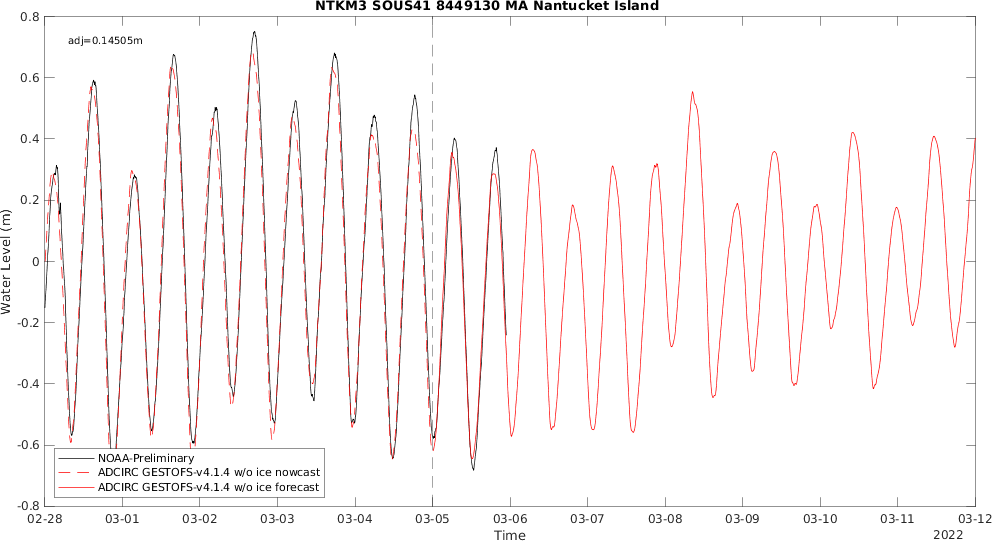 NTKM3 SOUS41 8449130 MA Nantucket Island
0.8
adj=0.14505m
0.6
0.4
0.2
0
-0.2
-0.4
-0.6
-0.8
Water Level (m)
NOAA-Preliminary
ADCIRC GESTOFS-v4.1.4 w/o ice nowcast
ADCIRC GESTOFS-v4.1.4 w/o ice forecast
02-28 03-01 03-02 03-03 03-04 03-05 03-06 03-07 03-08 03-09 03-10 03-11 03-12
Time
2022